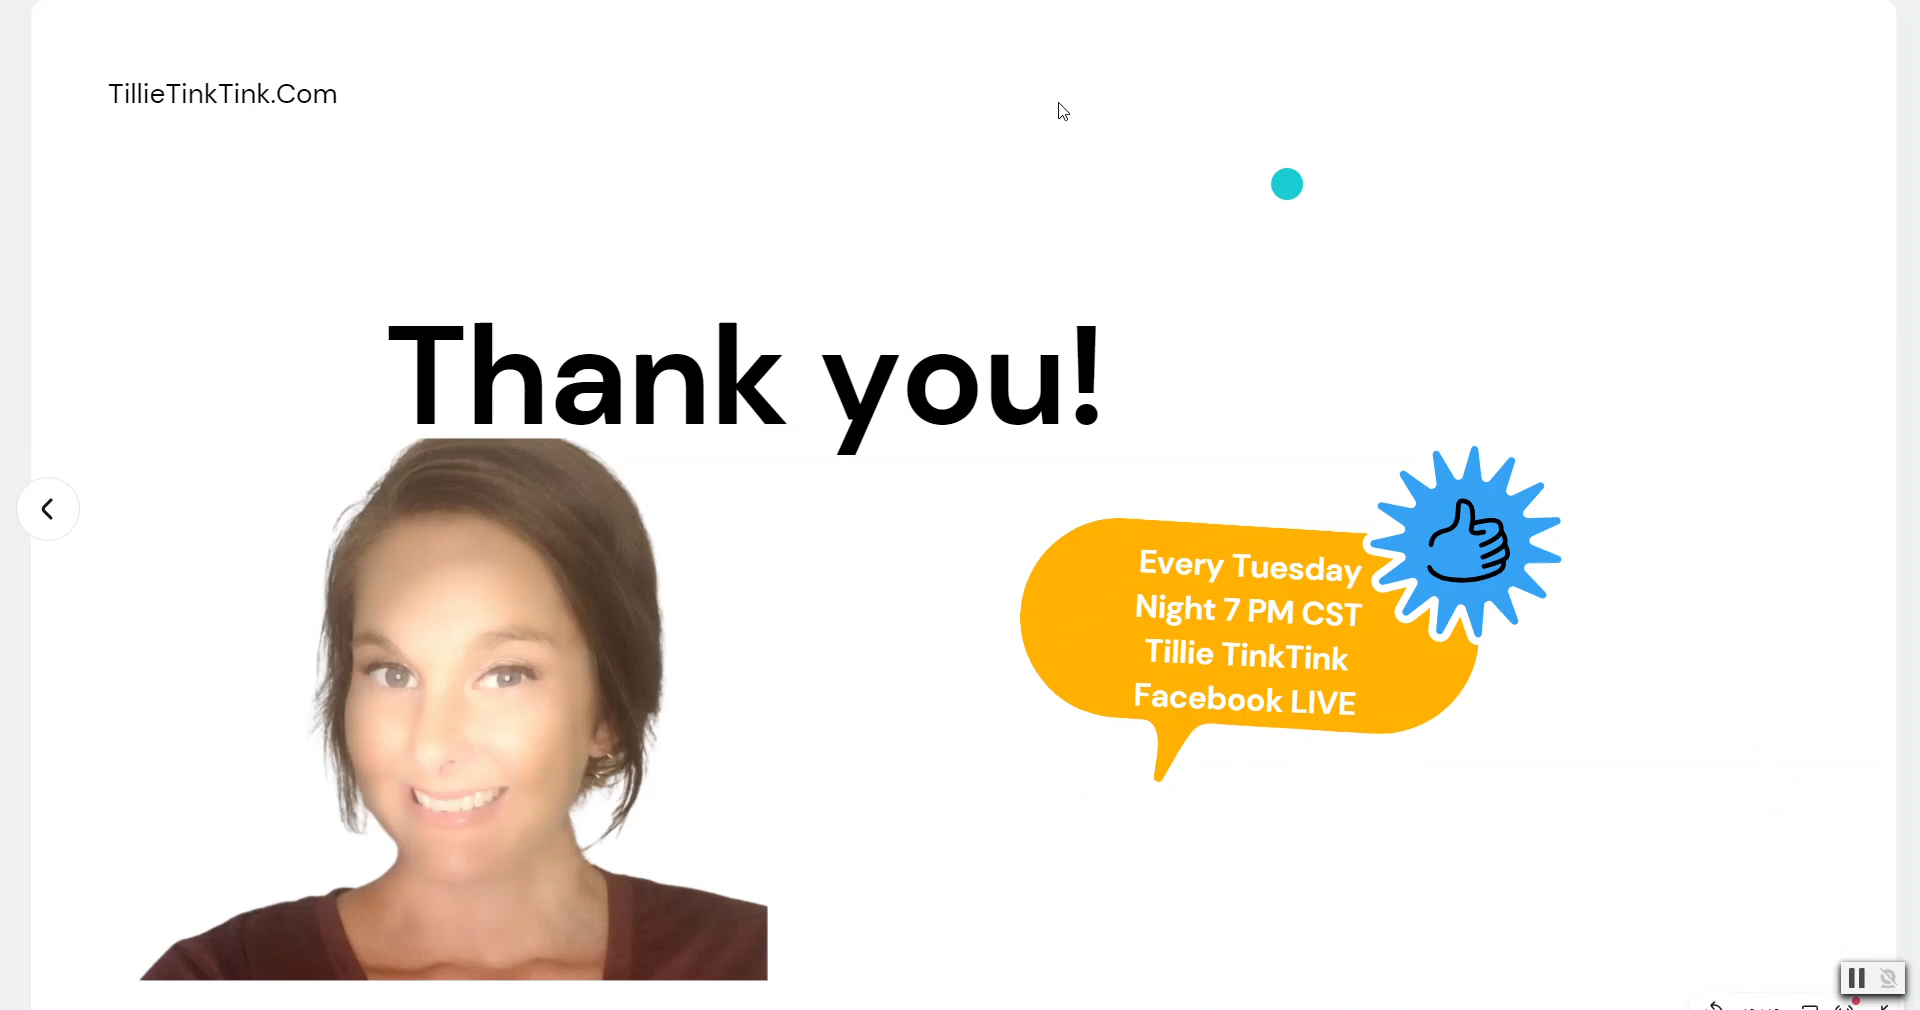 TillieTinkTink.Com
Thank you!
Every Tuesday
Night 7 PM CST
Tillie TinkTink
Facebook LIVE